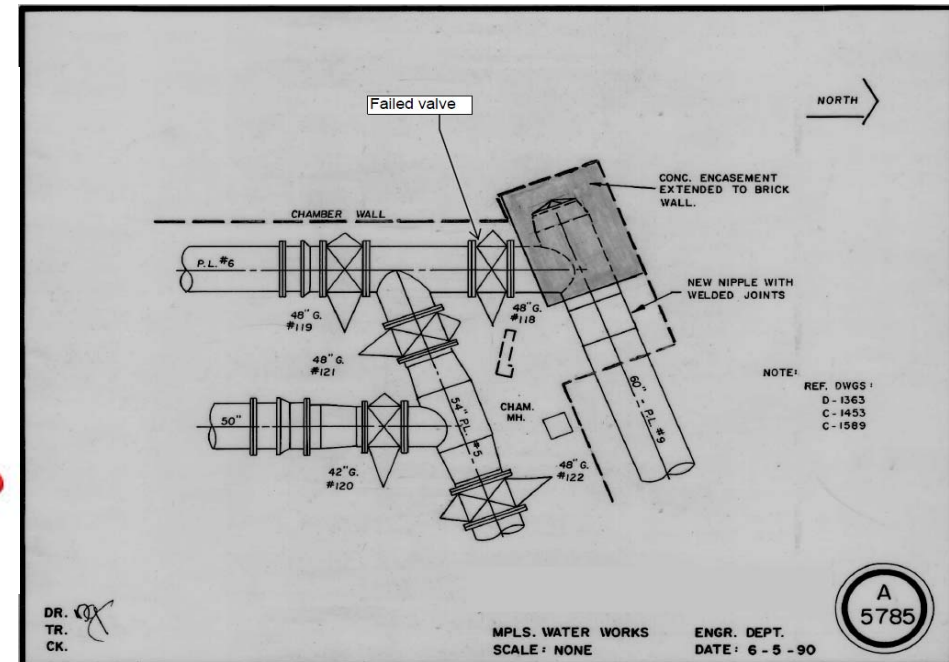 Failed valve
NORTH
CONC. ENCASEMENT
EXTENDED TO BRICK
WALL.
CHAMBER WALL
P.L. #6
NEW NIPPLE WITH
WELDED JOINTS
48" G.
#119
48" G.
#118
48" G.
#121
NOTE:
REF. DWGS:
D-1363
C-1453
C-1589
60" - P.L. #9
54" P.L. #5
CHAM.
MH.
50"
42" G.
#120
48" G.
#122
DR.
TR.
CK.
MPLS. WATER WORKS
SCALE: NONE
ENGR. DEPT.
DATE: 6-5-90
A
5785